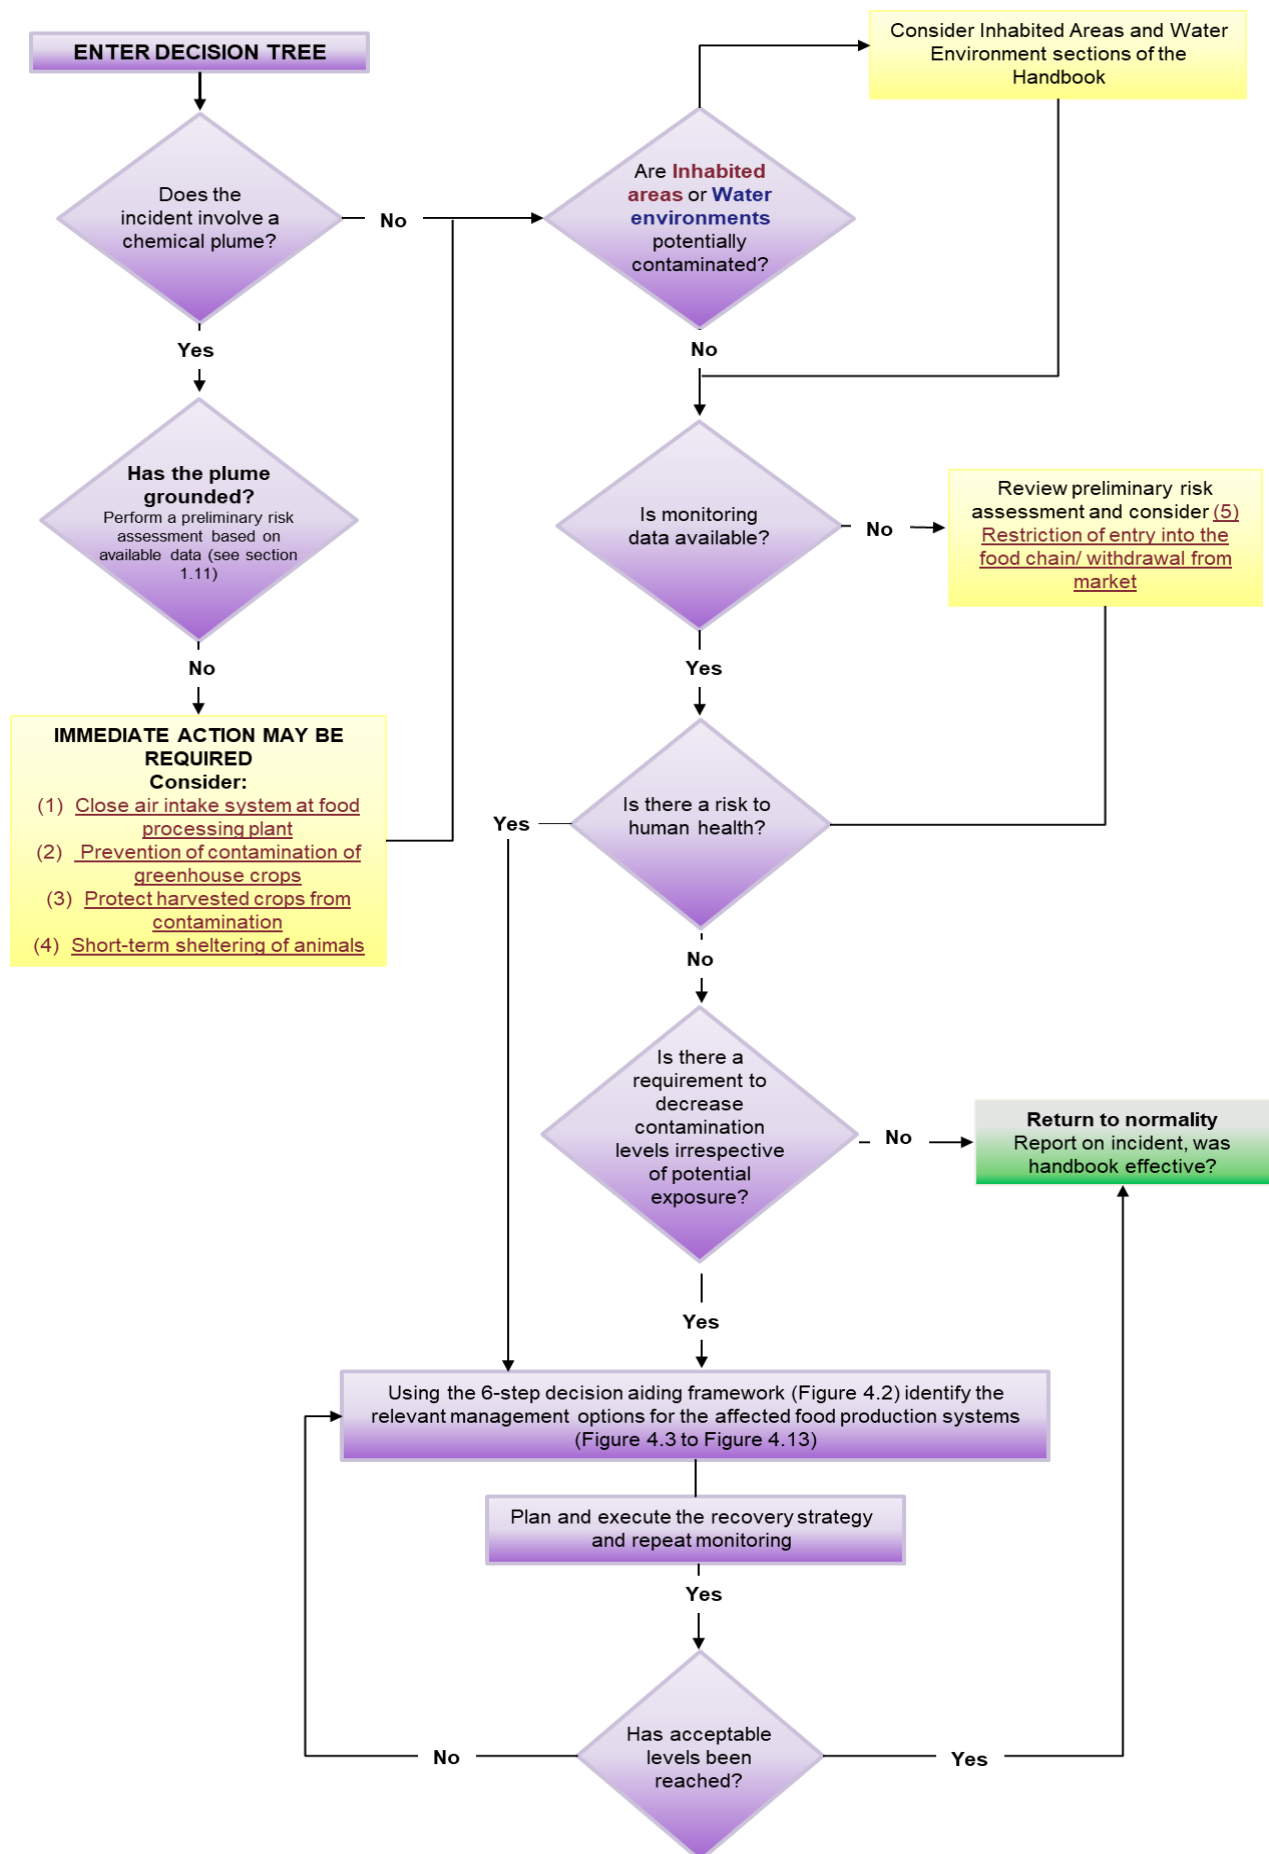 ENTER DECISION TREE
Does the
incident involve a
chemical plume?
No
Yes
Has the plume
grounded?
Perform a preliminary risk
assessment based on
available data (see section
1.11)
No
IMMEDIATE ACTION MAY BE
REQUIRED
Consider:
(1) Close air intake system at food
processing plant
(2) Prevention of contamination of
greenhouse crops
(3) Protect harvested crops from
contamination
(4) Short-term sheltering of animals
Consider Inhabited Areas and Water
Environment sections of the
Handbook
Are Inhabited
areas or Water
environments
potentially
contaminated?
No
Is monitoring
data available?
No
Review preliminary risk
assessment and consider (5)
Restriction of entry into the
food chain/ withdrawal from
market
Yes
Is there a risk to
human health?
Yes
No
Is there a
requirement to
decrease
contamination
levels irrespective
of potential
exposure?
No
Return to normality
Report on incident, was
handbook effective?
Yes
Using the 6-step decision aiding framework (Figure 4.2) identify the
relevant management options for the affected food production systems
(Figure 4.3 to Figure 4.13)
Plan and execute the recovery strategy
and repeat monitoring
Yes
Has acceptable
levels been
reached?
No
Yes